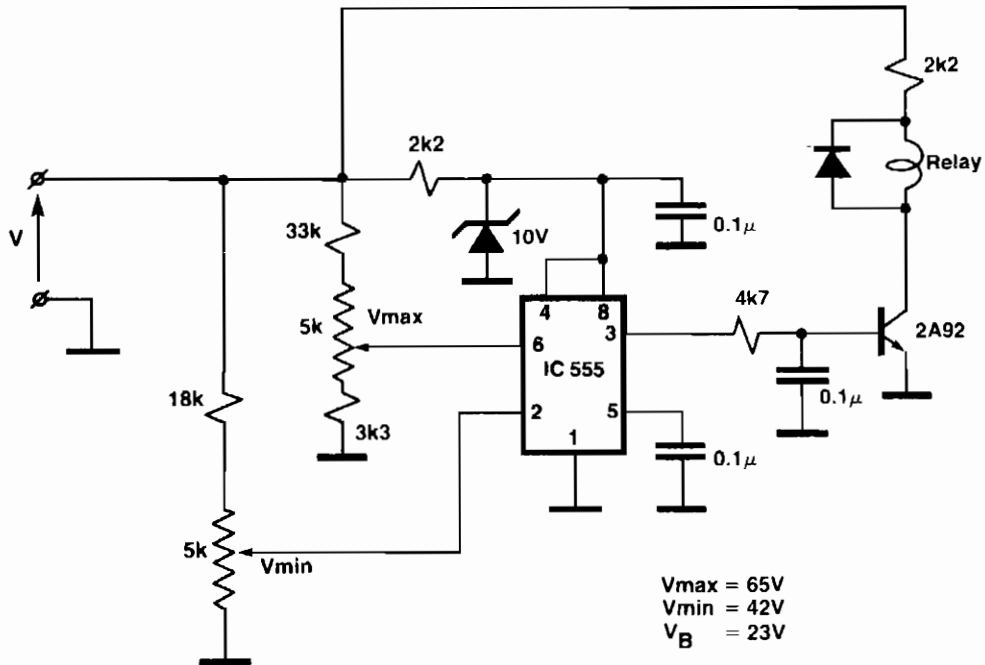 2k2
2k2
Relay
V
33k
10V
0.1μ
5k
Vmax
4
8
3
4k7
2A92
6
IC 555
18k
2
5
0.1μ
3k3
1
0.1μ
5k
Vmin
Vmax = 65V
Vmin = 42V
VB = 23V